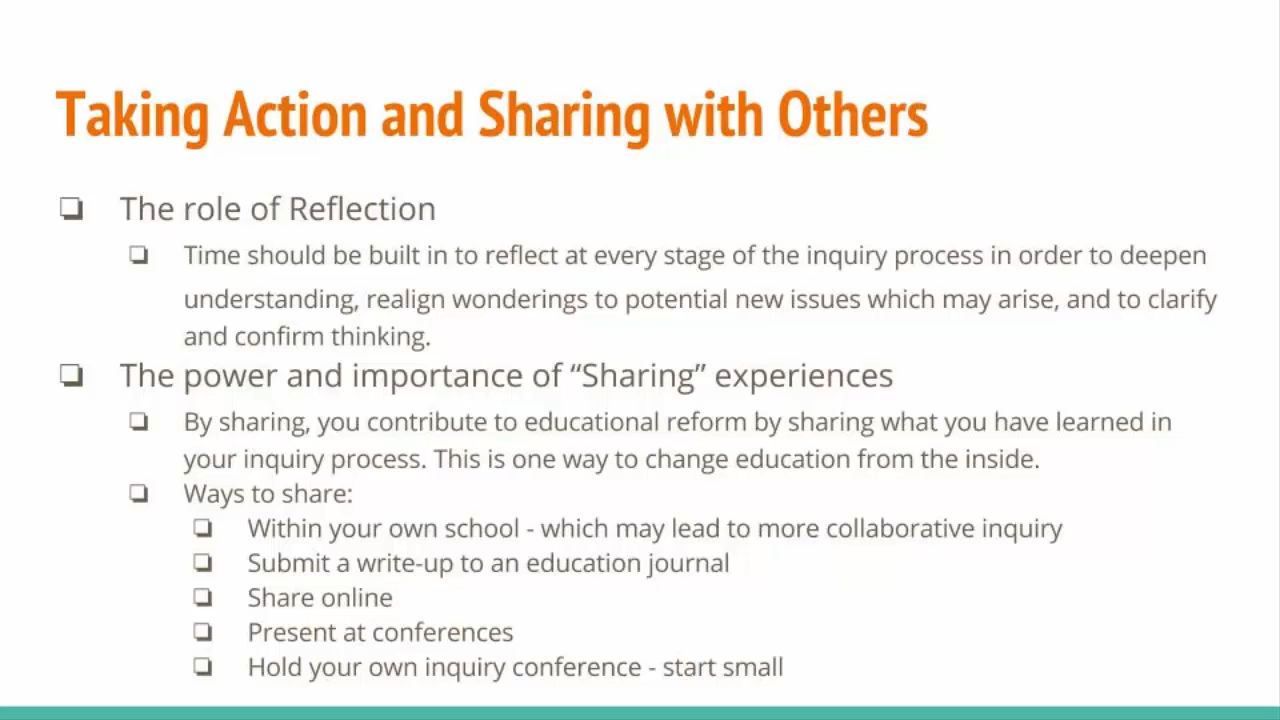 Taking Action and Sharing with Others
❏ The role of Reflection
❏ Time should be built in to reflect at every stage of the inquiry process in order to deepen
understanding, realign wonderings to potential new issues which may arise, and to clarify
and confirm thinking.
❏ The power and importance of “Sharing” experiences
❏ By sharing, you contribute to educational reform by sharing what you have learned in
your inquiry process. This is one way to change education from the inside.
❏ Ways to share:
❏ Within your own school - which may lead to more collaborative inquiry
❏ Submit a write-up to an education journal
❏ Share online
❏ Present at conferences
❏ Hold your own inquiry conference - start small